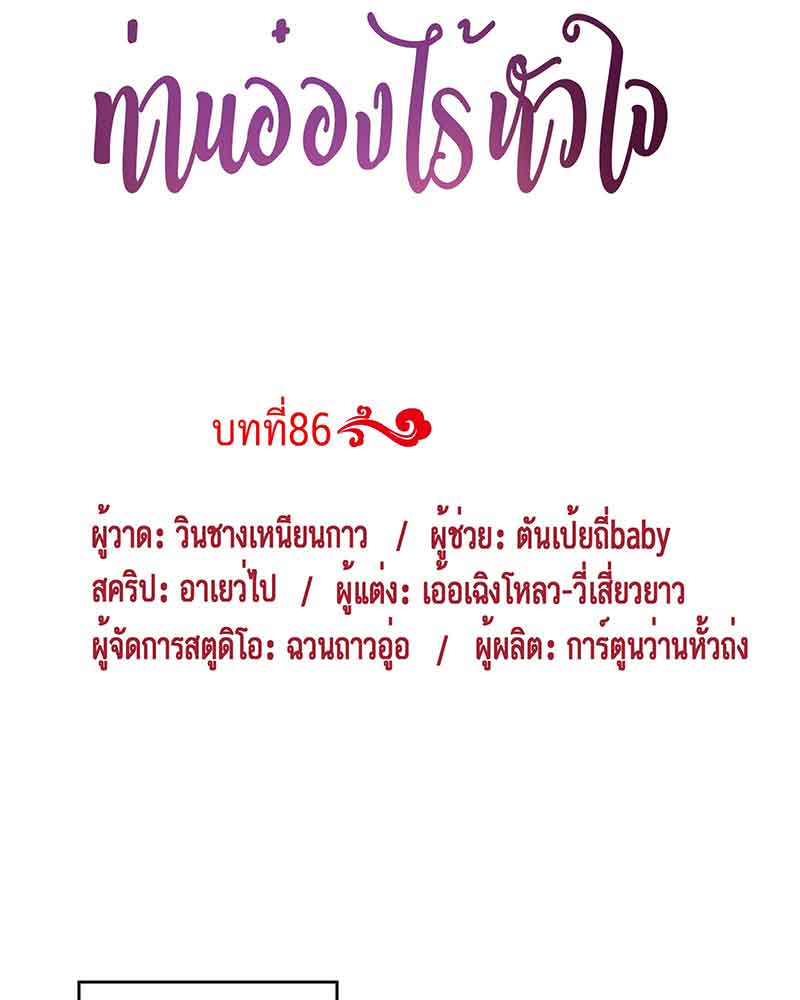 ท่านอ๋องไร้หัวใจ
บทที่86
ผู้วาด: วินชางเหนียนกาว / ผู้ช่วย: ตันเป้ยถี่baby
สคริป: อาเยว่ไป / ผู้แต่ง: เอ้อเฉิงโหลว-วี่เสี่ยวยาว
ผู้จัดการสตูดิโอ: ฉวนถาวอู่อ / ผู้ผลิต: การ์ตูนว่านหั้วถ่ง